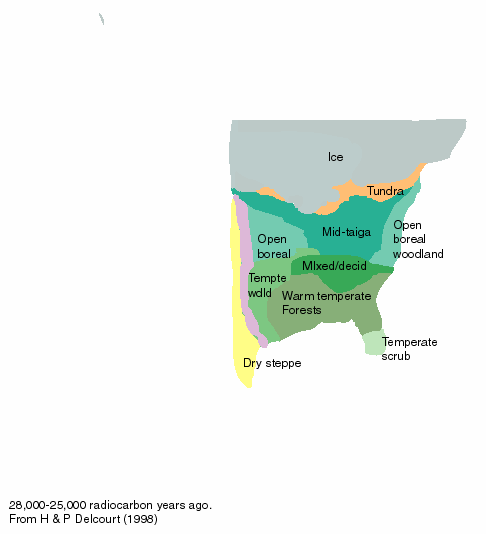 Ice
Tundra
Open
boreal
woodland
Mid-taiga
Open
boreal
MIxed/decid
Tempte
wdld
Warm temperate
Forests
Temperate
scrub
Dry steppe
28,000-25,000 radiocarbon years ago.
From H & P Delcourt (1998)